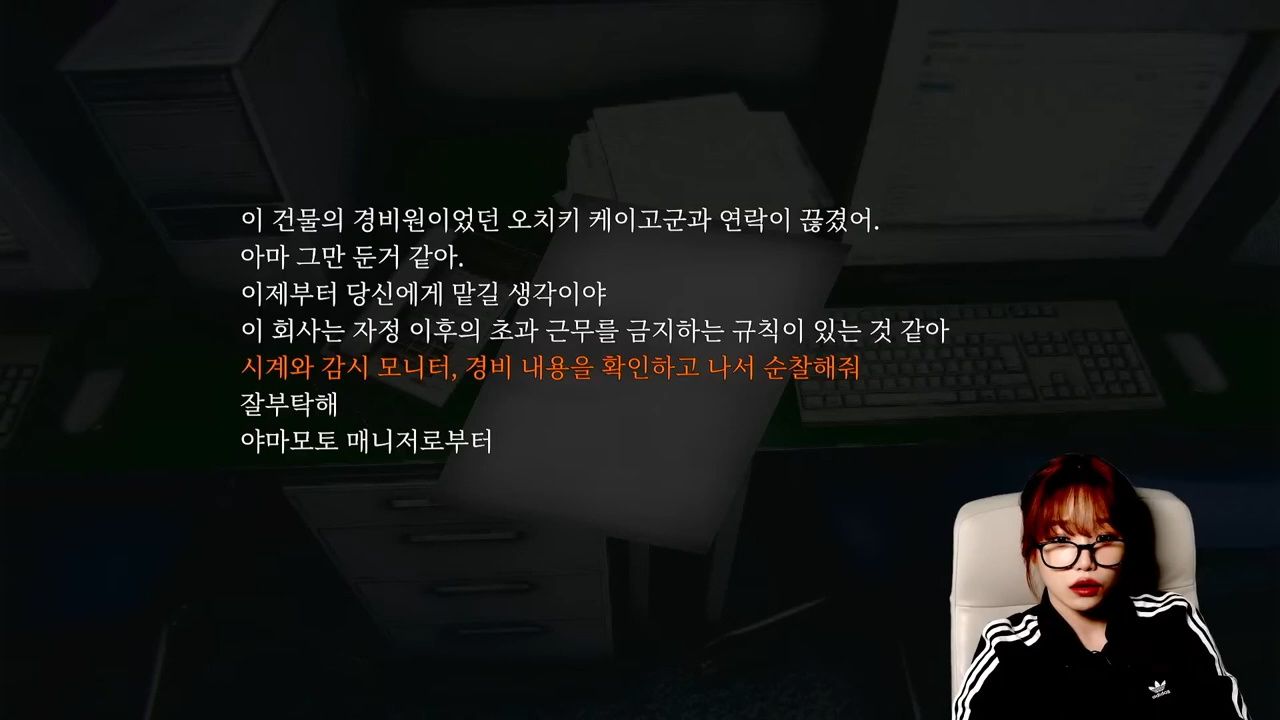 이 건물의 경비원이었던 오치키 케이고군과 연락이 끊겼어.
아마 그만 둔거 같아.
이제부터 당신에게 맡길 생각이야
이 회사는 자정 이후의 초과 근무를 금지하는 규칙이 있는 것 같아
시계와 감시 모니터, 경비 내용을 확인하고 나서 순찰해줘
잘부탁해
야마모토 매니저로부터
adidas